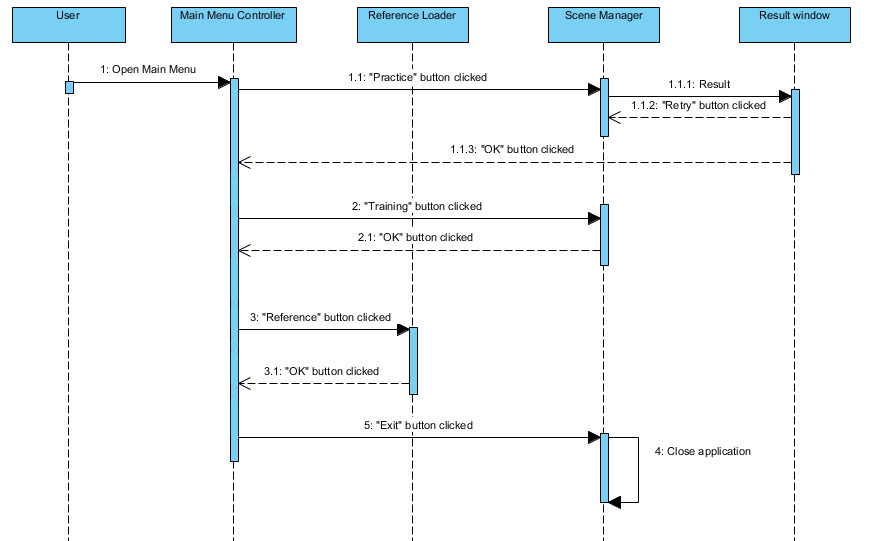 User
Main Menu Controller
Reference Loader
Scene Manager
Result window
1: Open Main Menu
1.1: "Practice" button clicked
1.1.1: Result
1.1.2: "Retry" button clicked
1.1.3: "OK" button clicked
2: "Training" button clicked
2.1: "OK" button clicked
3: "Reference" button clicked
3.1: "OK" button clicked
5: "Exit" button clicked
4: Close application